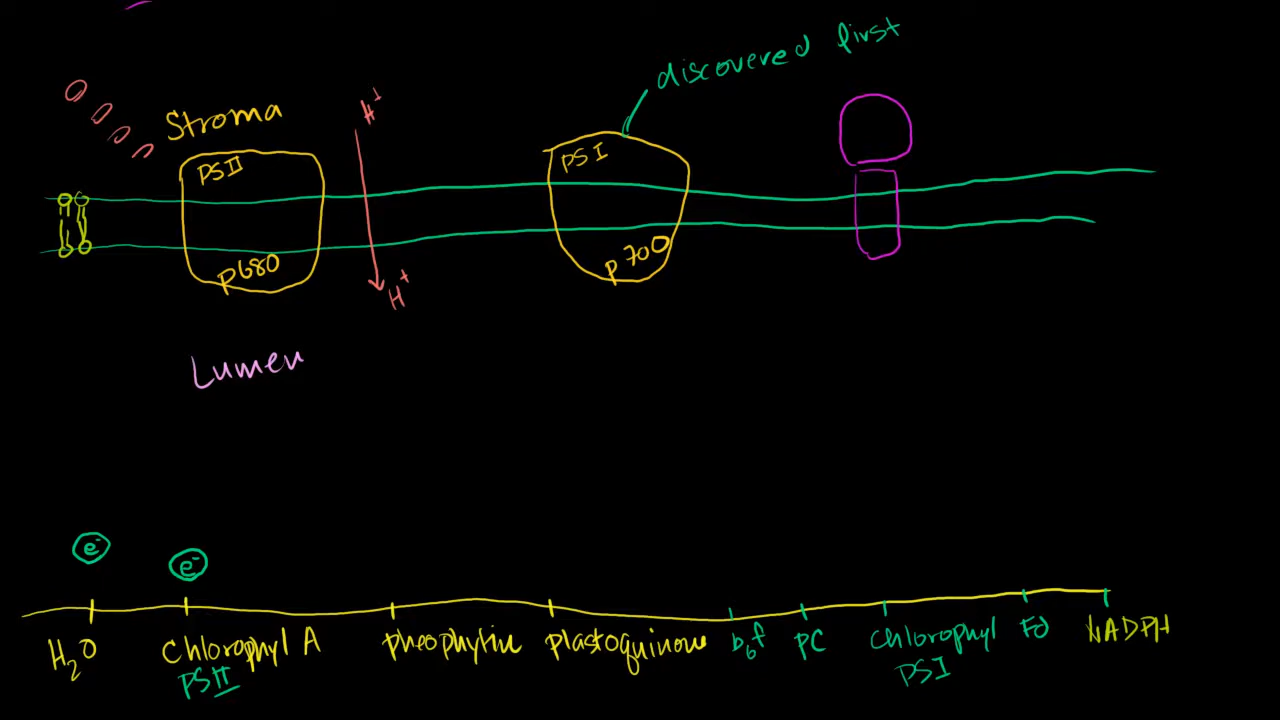 discovered first
H+
Stroma
PSII
PSI
P680
P700
H+
Lumen
e-
e-
H2O
Chlorophyl A
pheophytin
plastoquinone
b6f
PC
Chlorophyl
Fd
NADPH
PSII
PSI